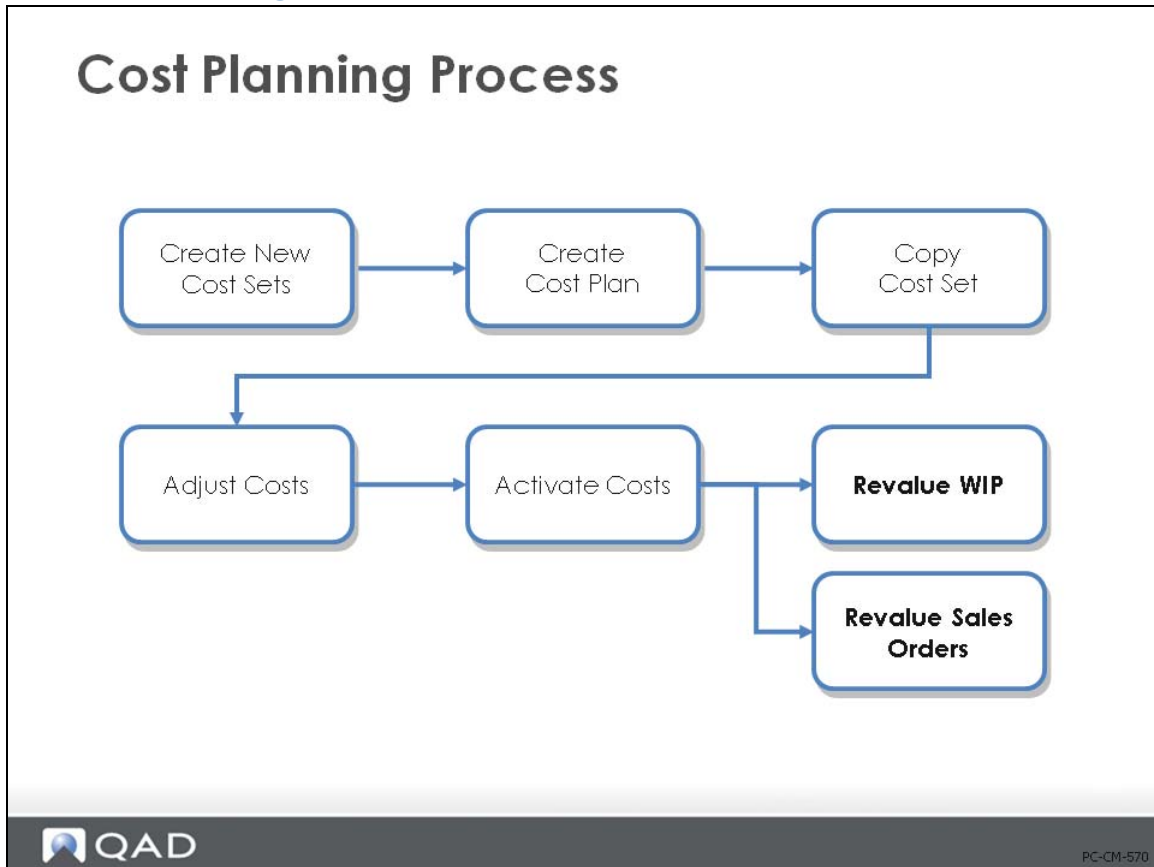 Cost Planning Process
Create New
Cost Sets
Create
Cost Plan
Copy
Cost Set
Adjust Costs
Activate Costs
Revalue WIP
Revalue Sales
Orders
QAD
PC-CM-570